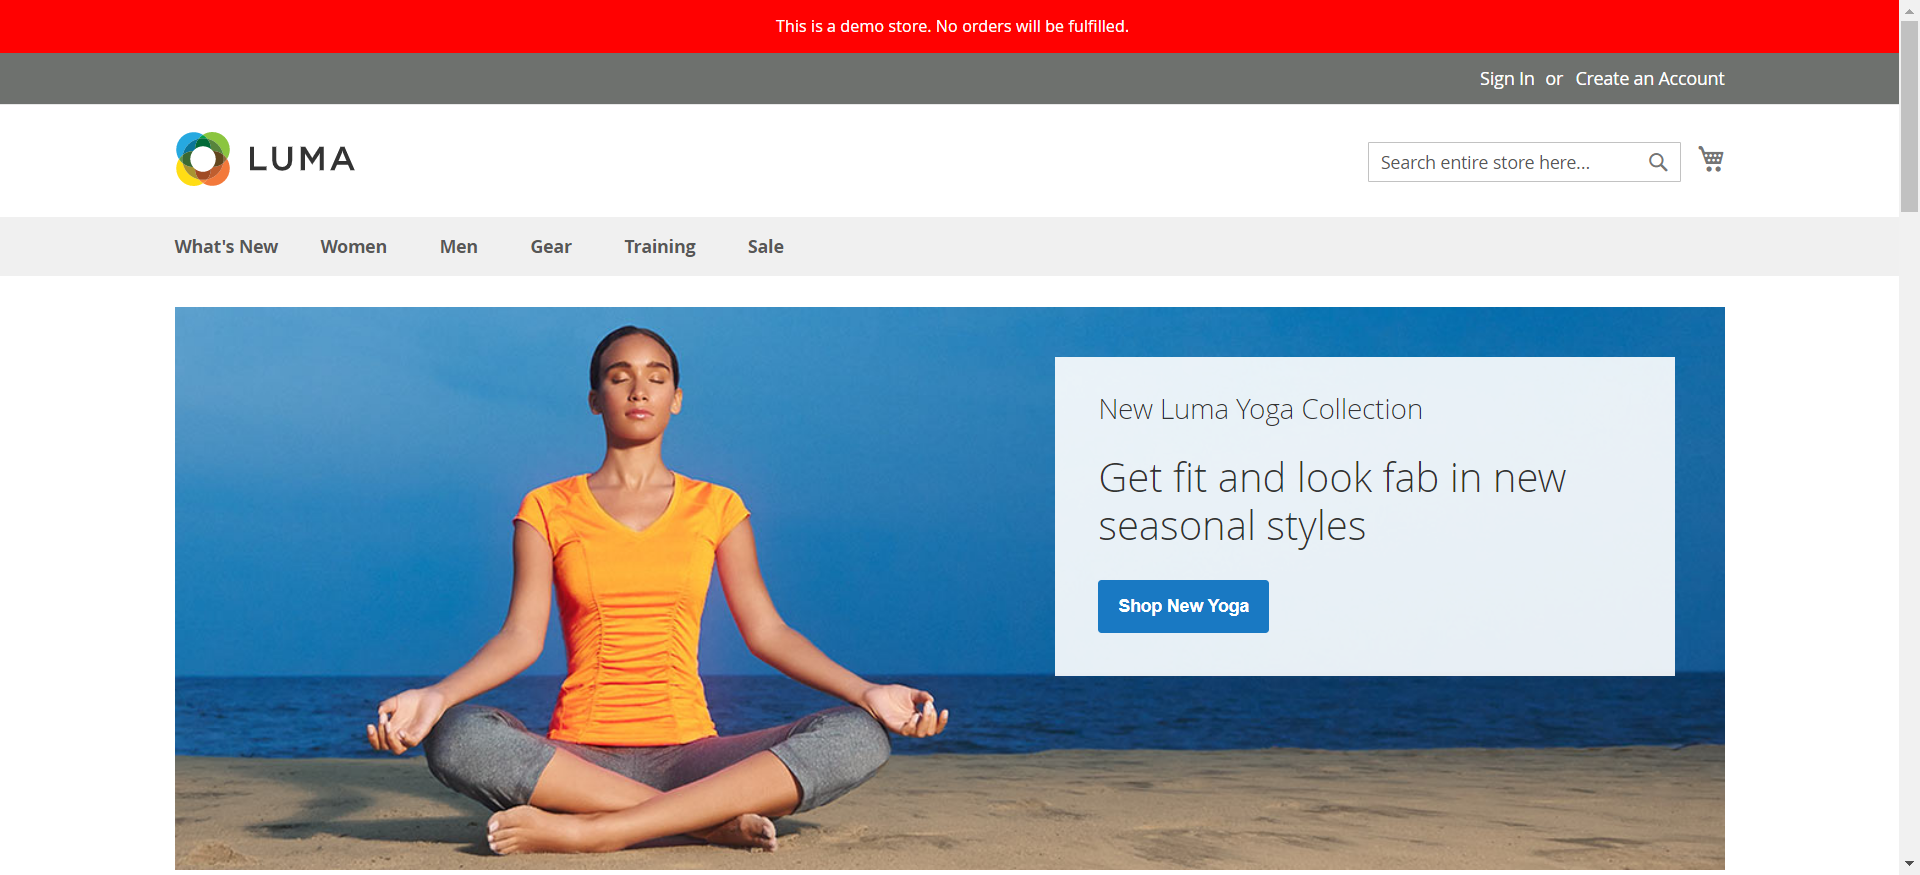 This is a demo store. No orders will be fulfilled.
Sign In or Create an Account
LUMA
Search entire store here...
What's New Women Men Gear Training Sale
New Luma Yoga Collection
Get fit and look fab in new
seasonal styles
Shop New Yoga